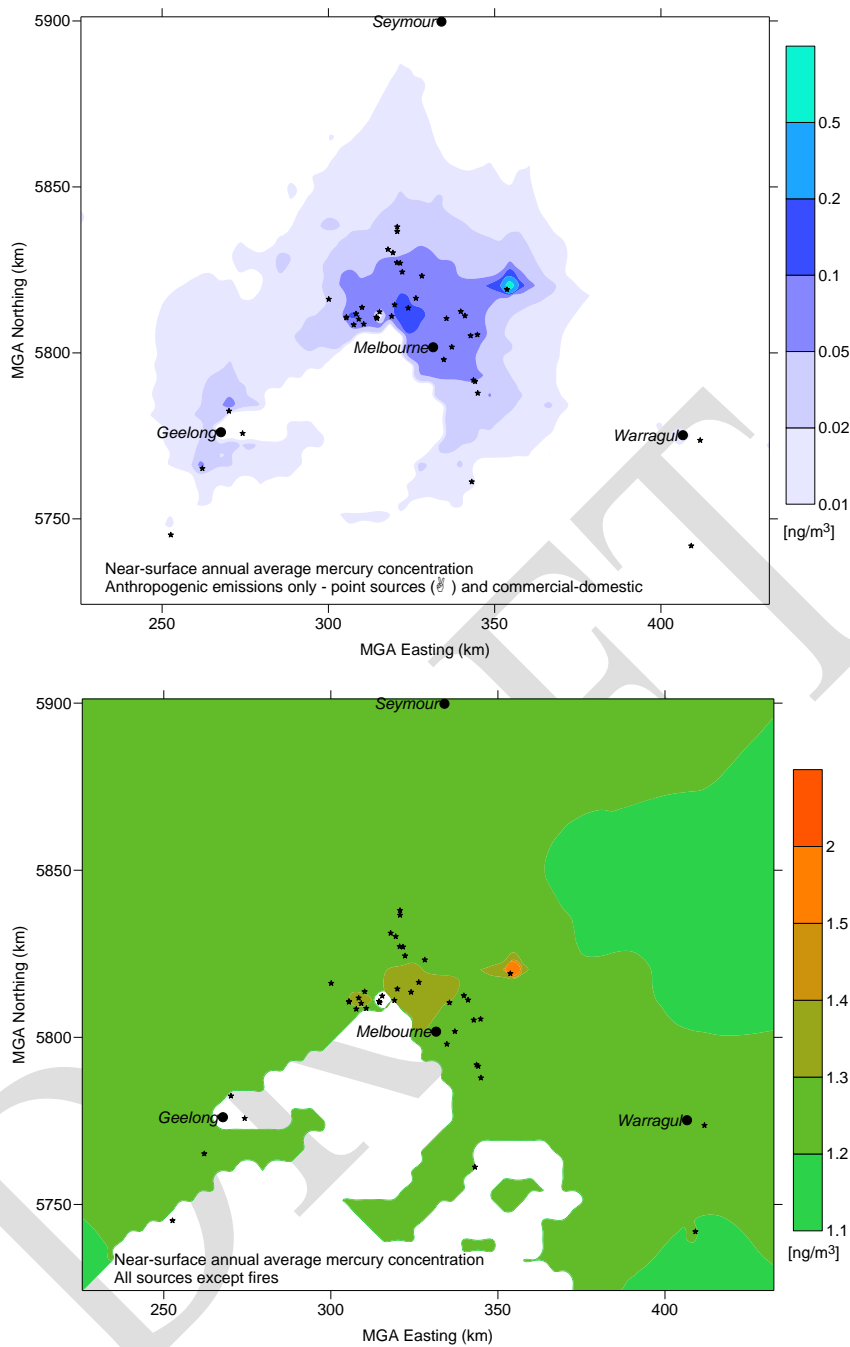 5900
Seymour
5850
5800
5750
MGA Northing (km)
Melbourne
Geelong
Warragul
0.5
0.2
0.1
0.05
0.02
0.01
[ng/m³]
Near-surface annual average mercury concentration
Anthropogenic emissions only - point sources (✌) and commercial-domestic
250
300
350
400
MGA Easting (km)
5900
Seymour
5850
5800
5750
MGA Northing (km)
Melbourne
Geelong
Warragul
2
1.5
1.4
1.3
1.2
1.1
[ng/m³]
Near-surface annual average mercury concentration
All sources except fires
250
300
350
400
MGA Easting (km)
DRAFT